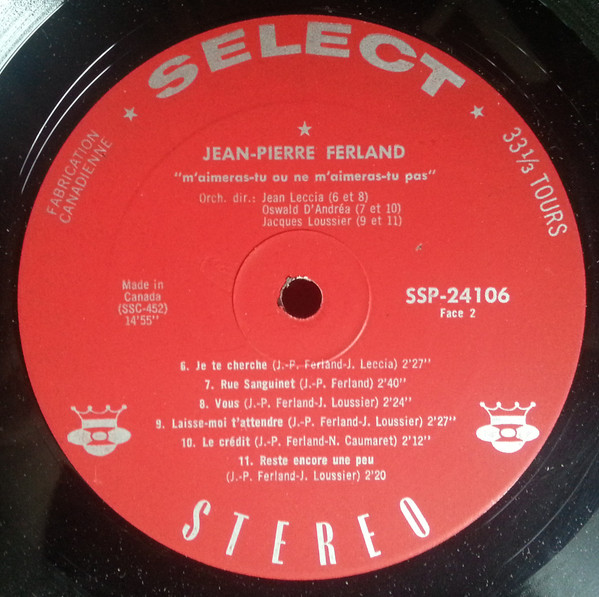 SELECT
FABRICATION
CANADIENNE
33⅓ TOURS
JEAN-PIERRE FERLAND
"m'aimeras-tu ou ne m'aimeras-tu pas"
Orch. dir.: Jean Leccia (6 et 8)
Oswald D'Andréa (7 et 10)
Jacques Loussier (9 et 11)
Made in
Canada
(SSC-452)
14'55"
SSP-24106
Face 2
6. Je te cherche (J.-P. Ferland-J. Leccia) 2'27"
7. Rue Sanguinet (J.-P. Ferland) 2'40"
8. Vous (J.-P. Ferland-J. Loussier) 2'24"
9. Laisse-moi t'attendre (J.-P. Ferland-J. Loussier) 2'27"
10. Le crédit (J.-P. Ferland-N. Caumaret) 2'12"
11. Reste encore une peu
(J.-P. Ferland-J. Loussier) 2'20
STEREO